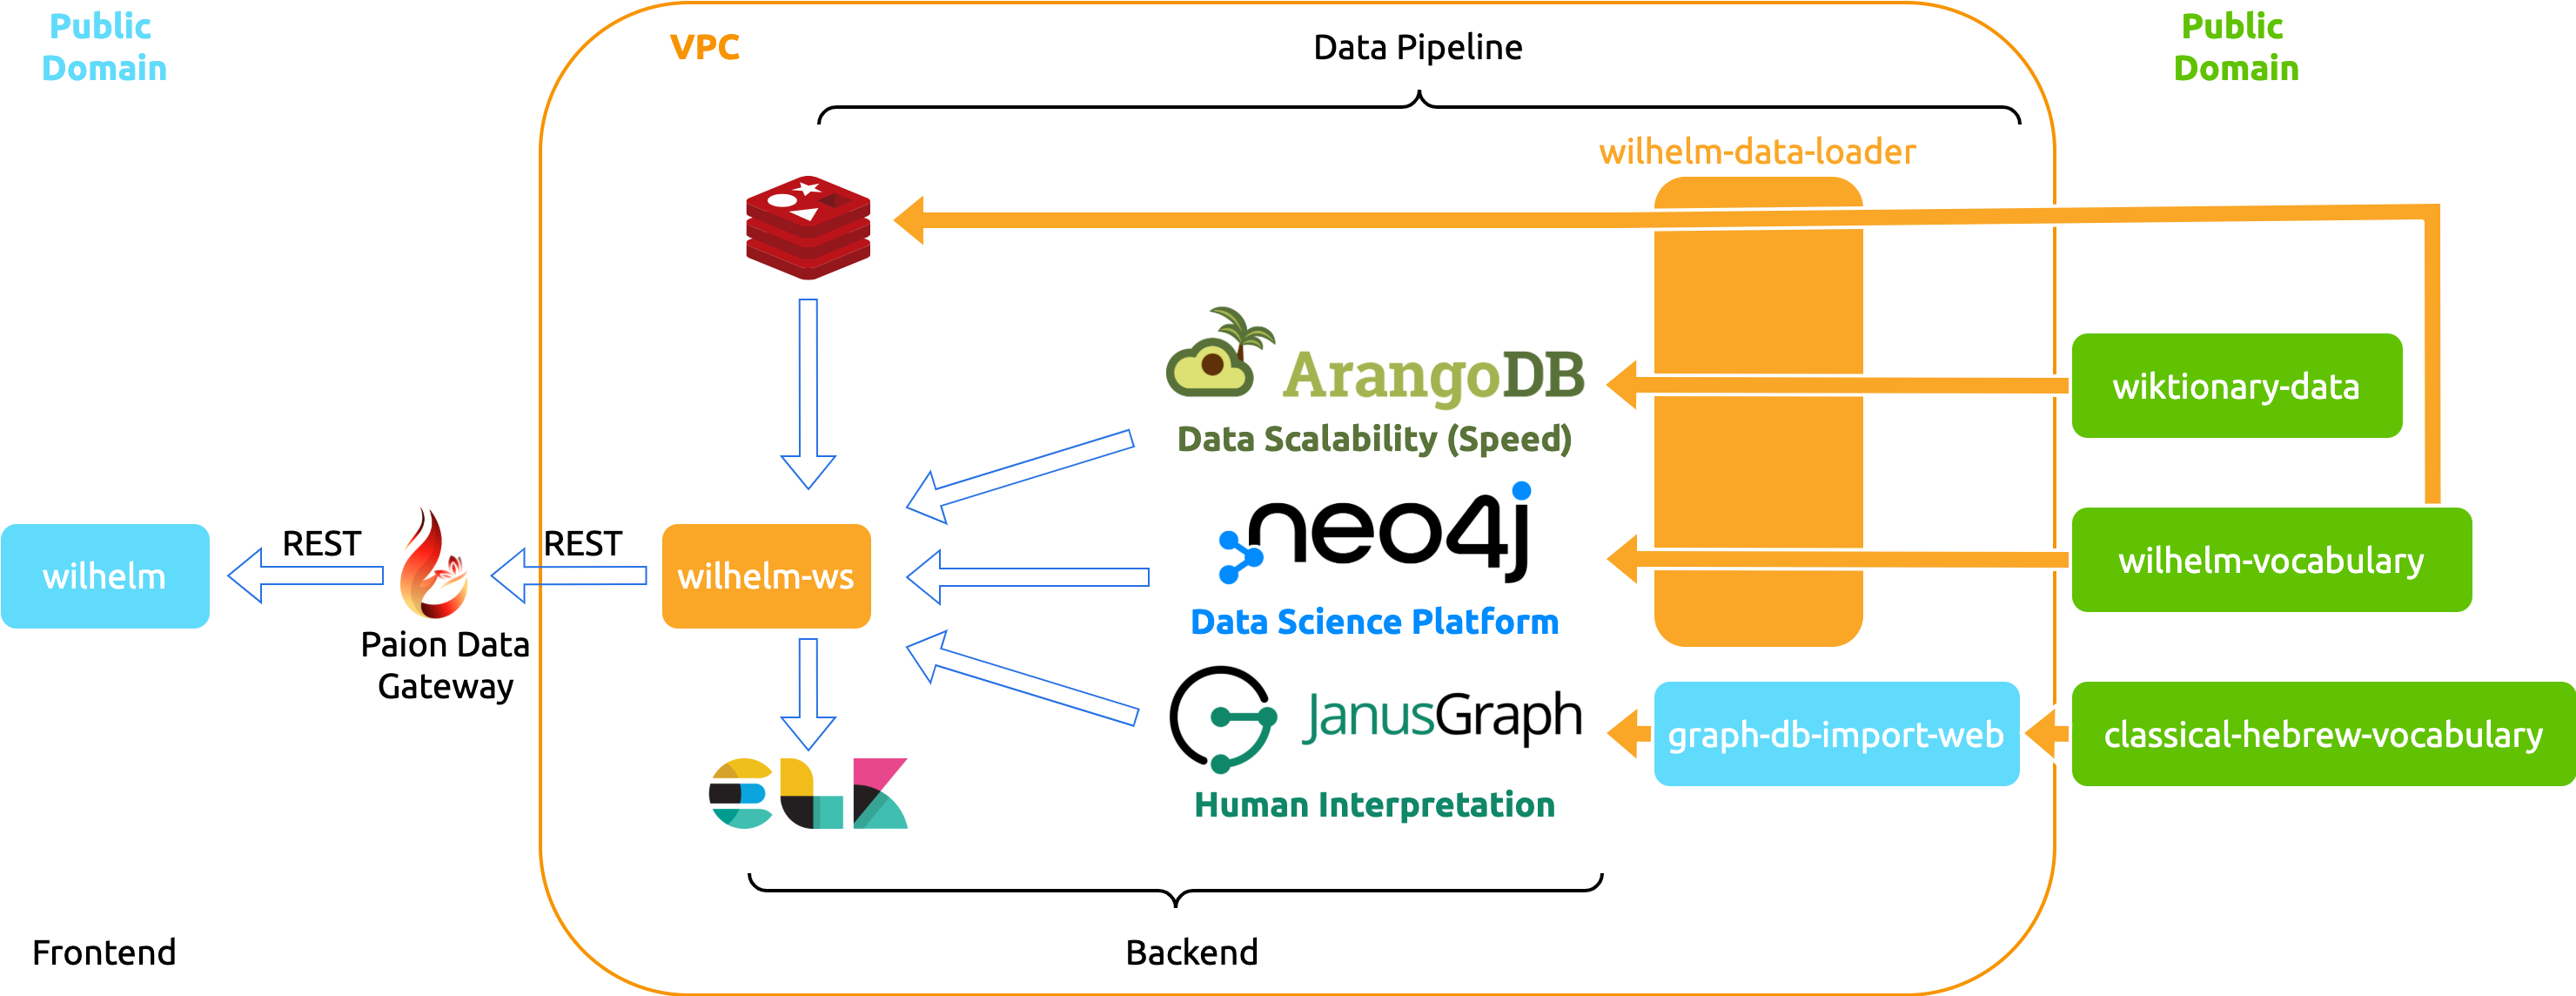 Public
Domain
VPC
Data Pipeline
Public
Domain
wilhelm-data-loader
ArangoDB
Data Scalability (Speed)
wiktionary-data
neo4j
Data Science Platform
wilhelm-vocabulary
wilhelm
REST
Paion Data
Gateway
REST
wilhelm-ws
JanusGraph
Human Interpretation
graph-db-import-web
classical-hebrew-vocabulary
elk
Frontend
Backend